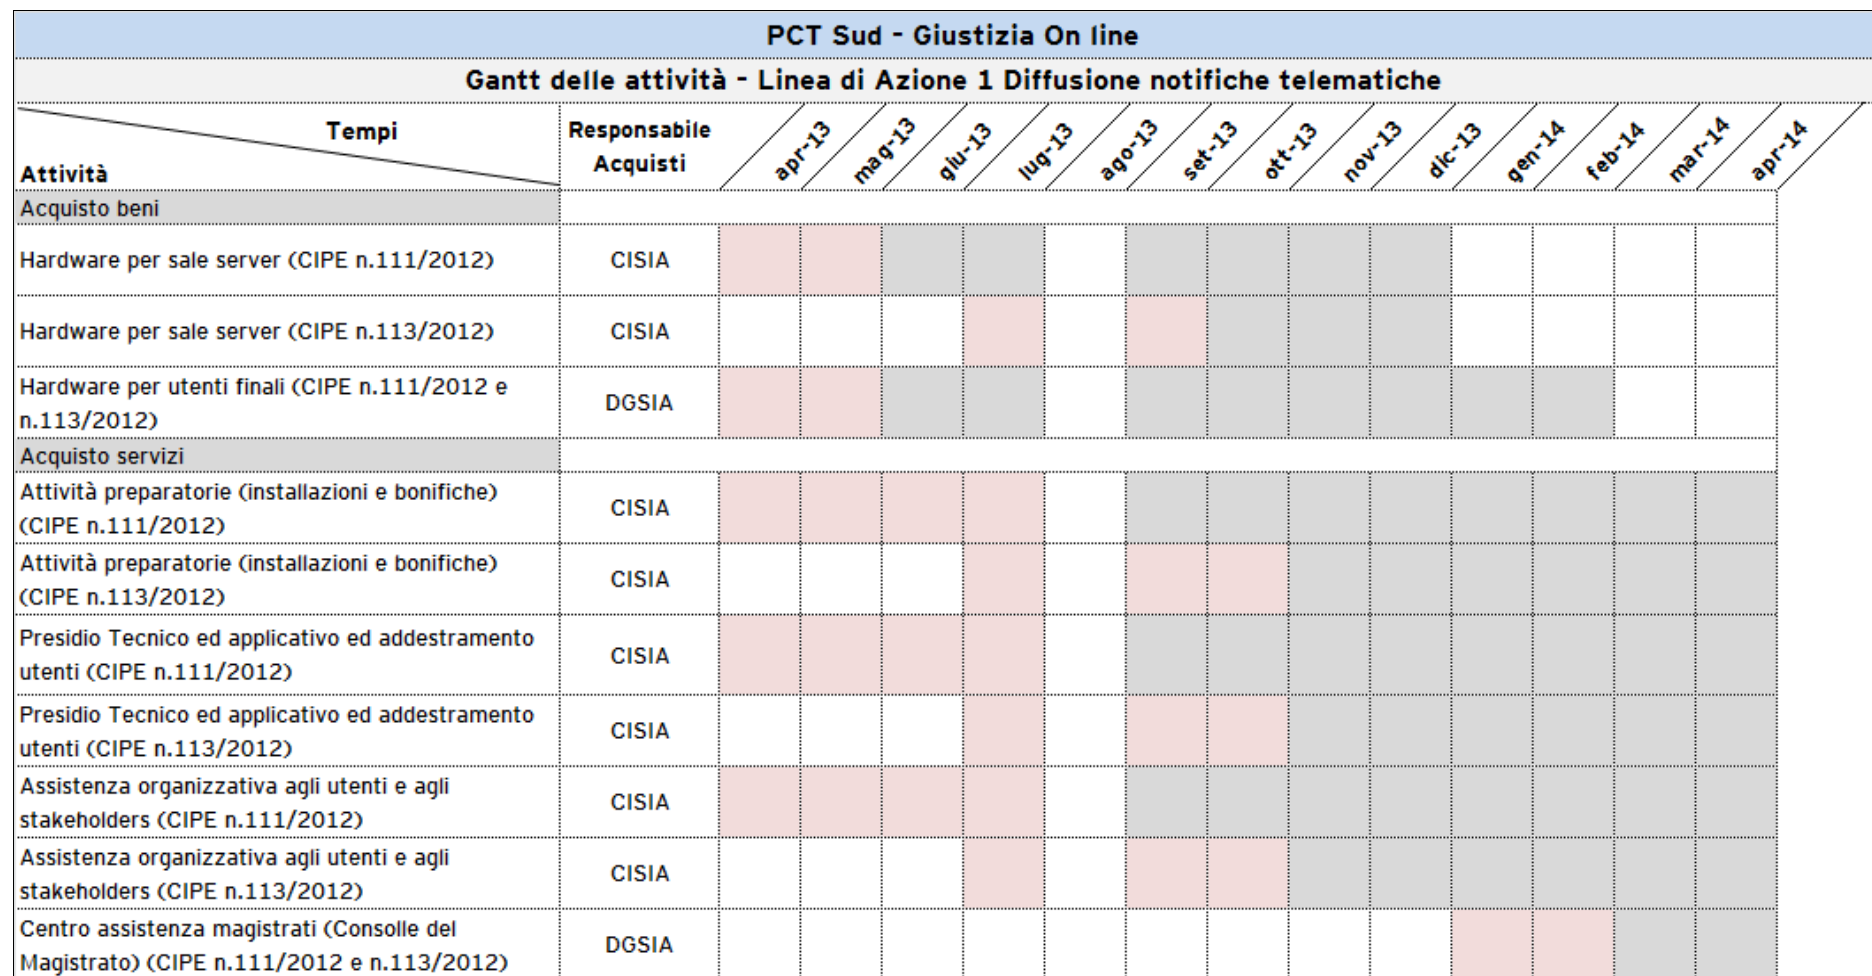 PCT Sud - Giustizia On line
Gantt delle attività - Linea di Azione 1 Diffusione notifiche telematiche
Tempi
Attività
Responsabile
Acquisti
apr-13
mag-13
giu-13
lug-13
ago-13
set-13
ott-13
nov-13
dic-13
gen-14
feb-14
mar-14
apr-14
Acquisto beni
Hardware per sale server (CIPE n.111/2012)
CISIA
Hardware per sale server (CIPE n.113/2012)
CISIA
Hardware per utenti finali (CIPE n.111/2012 e
n.113/2012)
DGSIA
Acquisto servizi
Attività preparatorie (installazioni e bonifiche)
(CIPE n.111/2012)
CISIA
Attività preparatorie (installazioni e bonifiche)
(CIPE n.113/2012)
CISIA
Presidio Tecnico ed applicativo ed addestramento
utenti (CIPE n.111/2012)
CISIA
Presidio Tecnico ed applicativo ed addestramento
utenti (CIPE n.113/2012)
CISIA
Assistenza organizzativa agli utenti e agli
stakeholders (CIPE n.111/2012)
CISIA
Assistenza organizzativa agli utenti e agli
stakeholders (CIPE n.113/2012)
CISIA
Centro assistenza magistrati (Consolle del
Magistrato) (CIPE n.111/2012 e n.113/2012)
DGSIA